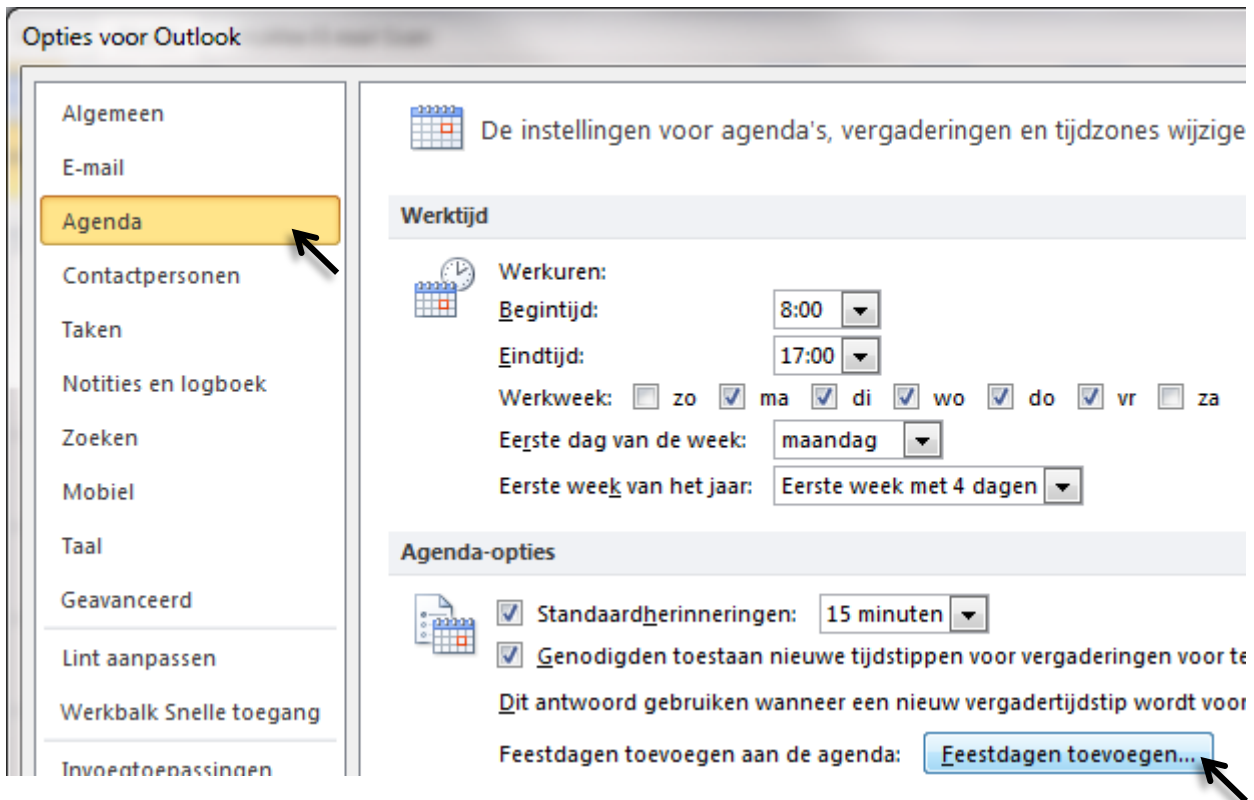 Opties voor Outlook
Algemeen
E-mail
Agenda
Contactpersonen
Taken
Notities en logboek
Zoeken
Mobiel
Taal
Geavanceerd
Lint aanpassen
Werkbalk Snelle toegang
Invoegtoepassingen
De instellingen voor agenda's, vergaderingen en tijdzones wijzige
Werktijd
Werkuren:
Begintijd: 8:00
Eindtijd: 17:00
Werkweek: zo ma di wo do vr za
Eerste dag van de week: maandag
Eerste week van het jaar: Eerste week met 4 dagen
Agenda-opties
Standaardherinneringen: 15 minuten
Genodigden toestaan nieuwe tijdstippen voor vergaderingen voor te
Dit antwoord gebruiken wanneer een nieuw vergadertijdstip wordt voor
Feestdagen toevoegen aan de agenda: Feestdagen toevoegen...